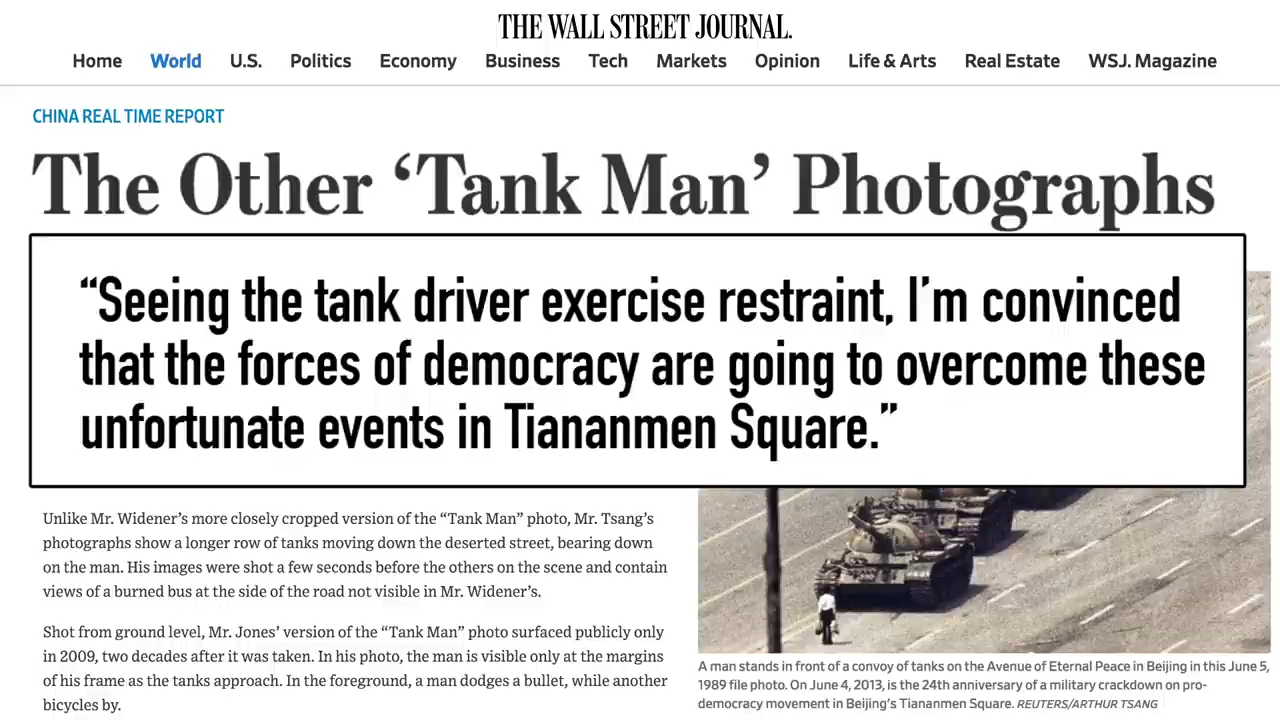 THE WALL STREET JOURNAL.
Home World U.S. Politics Economy Business Tech Markets Opinion Life & Arts Real Estate WSJ. Magazine
CHINA REAL TIME REPORT
The Other ‘Tank Man’ Photographs
“Seeing the tank driver exercise restraint, I’m convinced
that the forces of democracy are going to overcome these
unfortunate events in Tiananmen Square.”
Unlike Mr. Widener’s more closely cropped version of the “Tank Man” photo, Mr. Tsang’s
photographs show a longer row of tanks moving down the deserted street, bearing down
on the man. His images were shot a few seconds before the others on the scene and contain
views of a burned bus at the side of the road not visible in Mr. Widener’s.
Shot from ground level, Mr. Jones’ version of the “Tank Man” photo surfaced publicly only
in 2009, two decades after it was taken. In his photo, the man is visible only at the margins
of his frame as the tanks approach. In the foreground, a man dodges a bullet, while another
bicycles by.
A man stands in front of a convoy of tanks on the Avenue of Eternal Peace in Beijing in this June 5,
1989 file photo. On June 4, 2013, is the 24th anniversary of a military crackdown on pro-
democracy movement in Beijing’s Tiananmen Square. REUTERS/ARTHUR TSANG